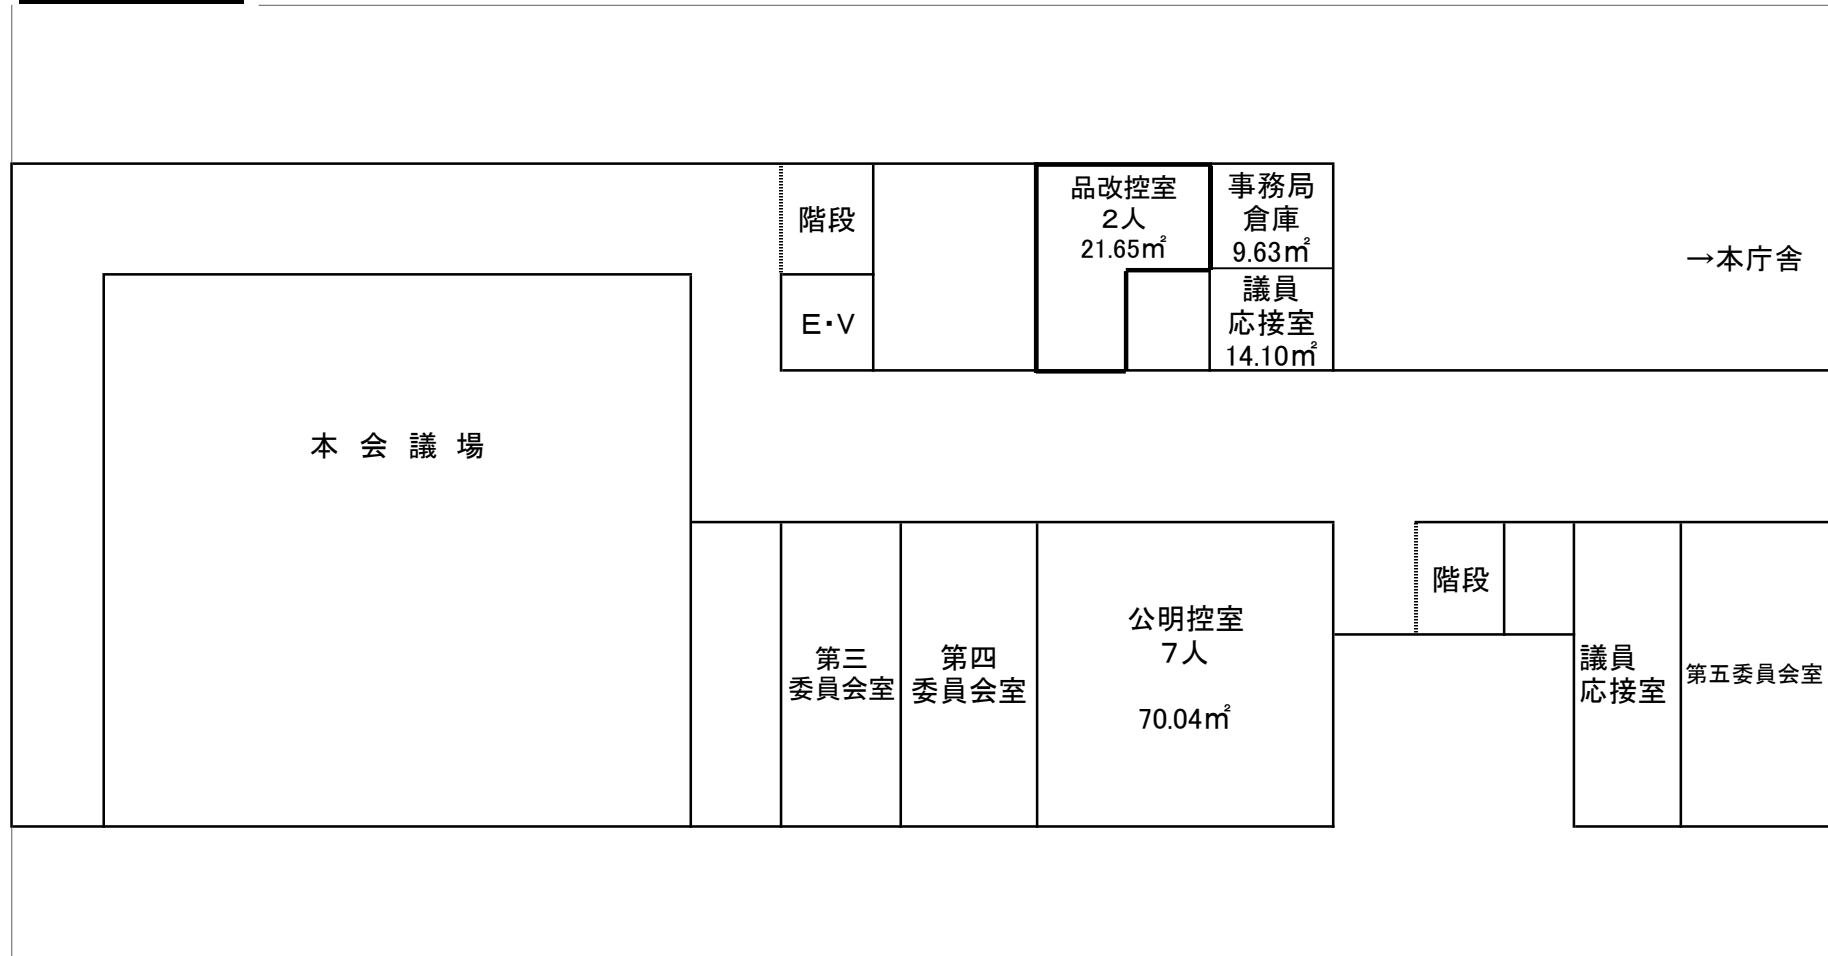 階段
品改控室
2人
21.65㎡
事務局
倉庫
9.63㎡
→本庁舎
E・V
議員
応接室
14.10㎡
本 会 議 場
第三
委員会室
第四
委員会室
公明控室
7人
70.04㎡
階段
議員
応接室
第五委員会室